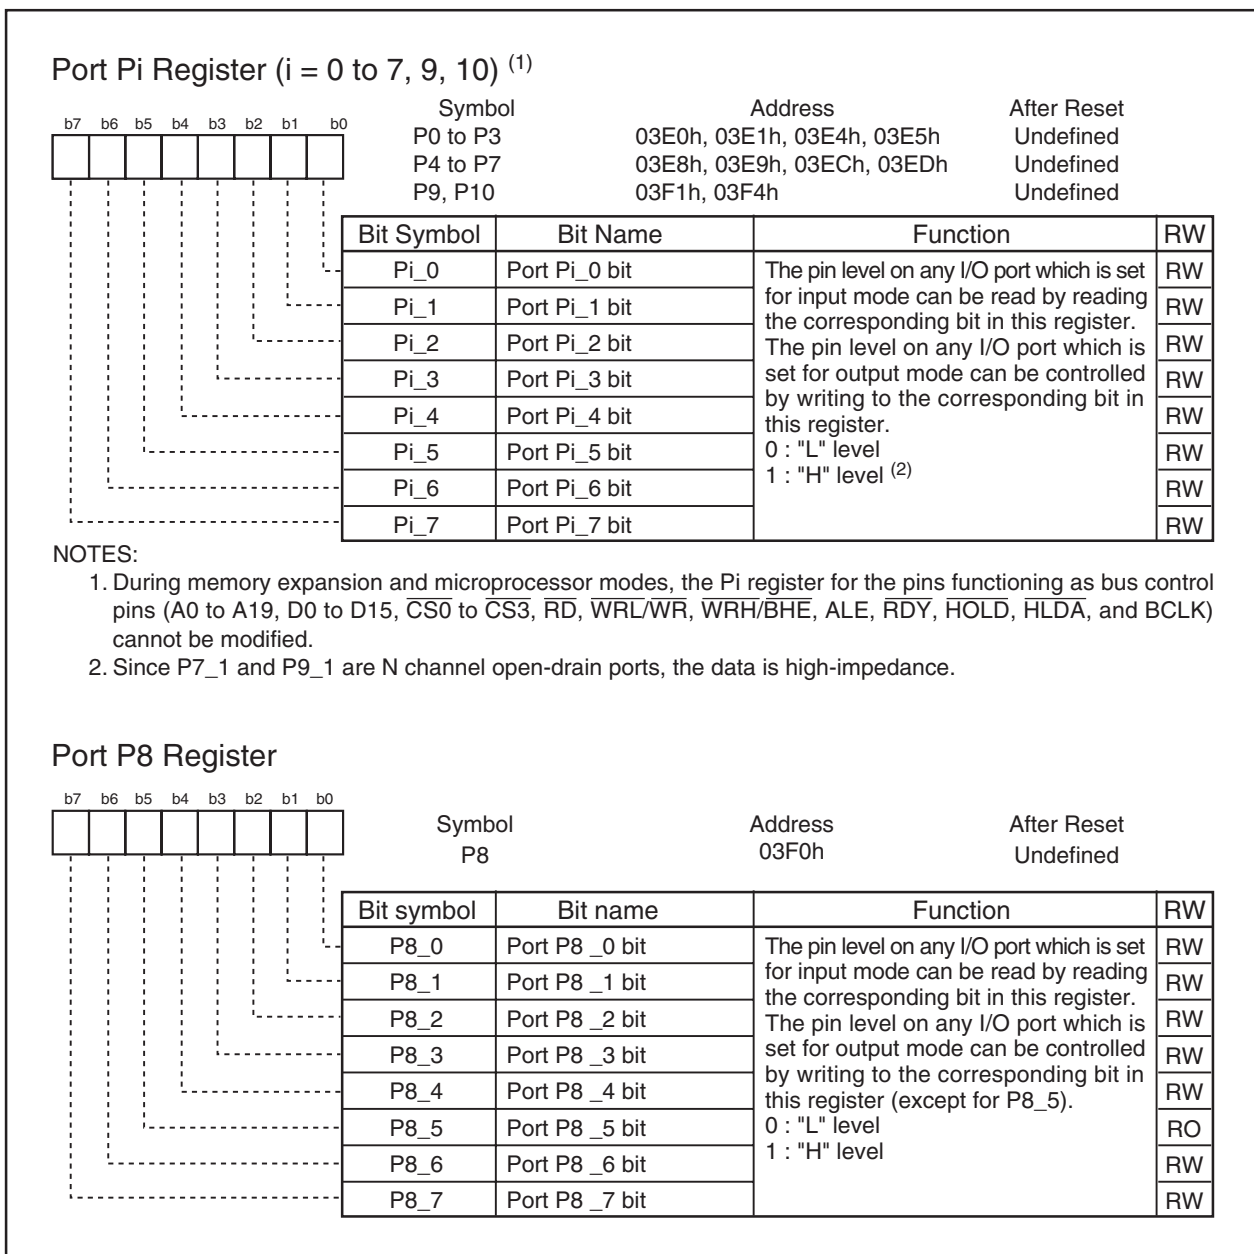 Port Pi Register (i = 0 to 7, 9, 10) (1)
Symbol Address After Reset
b7 b6 b5 b4 b3 b2 b1 b0
P0 to P3 03E0h, 03E1h, 03E4h, 03E5h Undefined
P4 to P7 03E8h, 03E9h, 03ECh, 03EDh Undefined
P9, P10 03F1h, 03F4h Undefined
Bit Symbol Bit Name Function RW
Pi_0 Port Pi_0 bit The pin level on any I/O port which is set RW
Pi_1 Port Pi_1 bit for input mode can be read by reading RW
the corresponding bit in this register.
Pi_2 Port Pi_2 bit The pin level on any I/O port which is RW
Pi_3 Port Pi_3 bit set for output mode can be controlled RW
by writing to the corresponding bit in
Pi_4 Port Pi_4 bit this register. RW
Pi_5 Port Pi_5 bit 0 : "L" level RW
1 : "H" level (2)
Pi_6 Port Pi_6 bit RW
Pi_7 Port Pi_7 bit RW
NOTES:
1. During memory expansion and microprocessor modes, the Pi register for the pins functioning as bus control
pins (A0 to A19, D0 to D15, C̅S̅0̅ to C̅S̅3̅, R̅D̅, W̅R̅L̅/W̅R̅, W̅R̅H̅/B̅H̅E̅, ALE, R̅D̅Y̅, H̅O̅L̅D̅, H̅L̅D̅A̅, and BCLK)
cannot be modified.
2. Since P7_1 and P9_1 are N channel open-drain ports, the data is high-impedance.
Port P8 Register
b7 b6 b5 b4 b3 b2 b1 b0
Symbol Address After Reset
P8 03F0h Undefined
Bit symbol Bit name Function RW
P8_0 Port P8 _0 bit The pin level on any I/O port which is set RW
P8_1 Port P8 _1 bit for input mode can be read by reading RW
the corresponding bit in this register.
P8_2 Port P8 _2 bit The pin level on any I/O port which is RW
P8_3 Port P8 _3 bit set for output mode can be controlled RW
by writing to the corresponding bit in
P8_4 Port P8 _4 bit this register (except for P8_5). RW
P8_5 Port P8 _5 bit 0 : "L" level RO
1 : "H" level
P8_6 Port P8 _6 bit RW
P8_7 Port P8 _7 bit RW